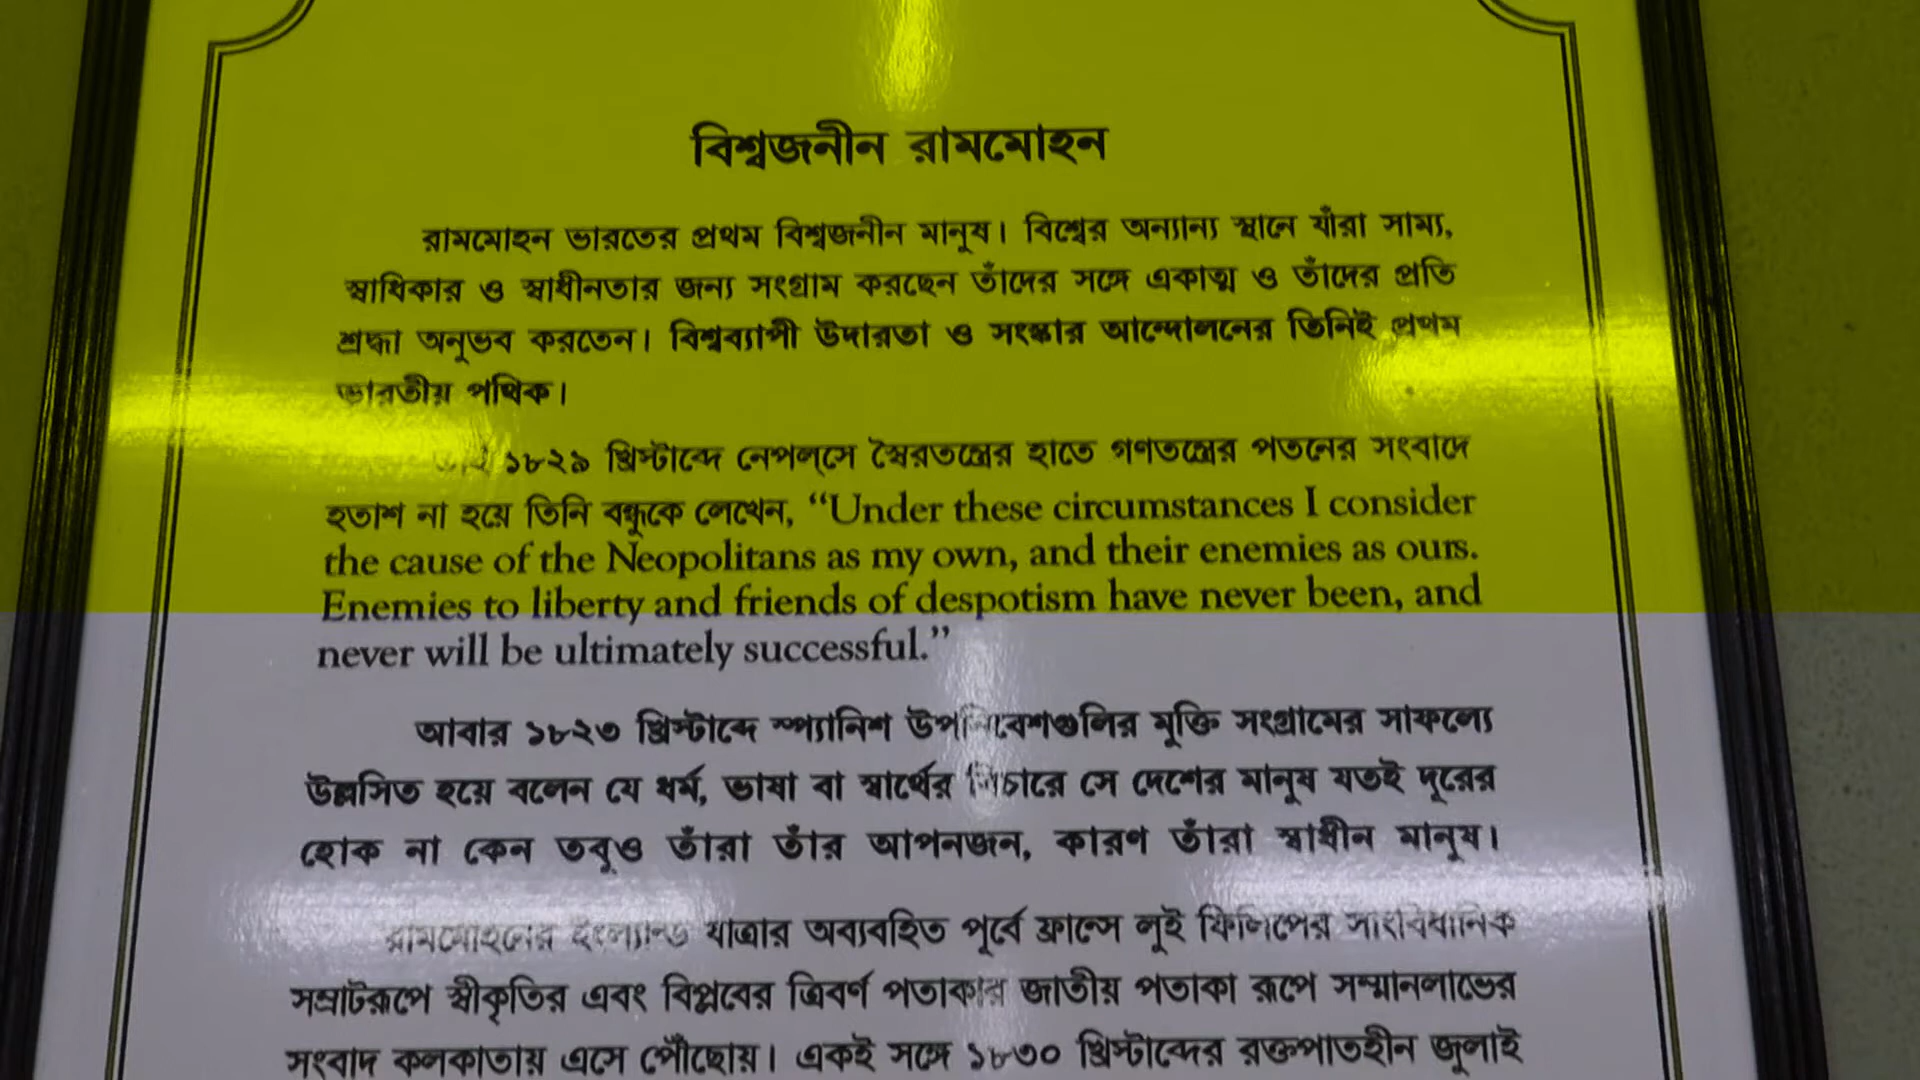 বিশ্বজনীন রামমোহন
রামমোহন ভারতের প্রথম বিশ্বজনীন মানুষ। বিশ্বের অন্যান্য স্থানে যাঁরা সাম্য,
স্বাধিকার ও স্বাধীনতার জন্য সংগ্রাম করছেন তাঁদের সঙ্গে একাত্ম ও তাঁদের প্রতি
শ্রদ্ধা অনুভব করতেন। বিশ্বব্যাপী উদারতা ও সংস্কার আন্দোলনের তিনিই প্রথম
ভারতীয় পথিক।
১৮২৯ খ্রিস্টাব্দে নেপল্‌সে স্বৈরতন্ত্রের হাতে গণতন্ত্রের পতনের সংবাদে
হতাশ না হয়ে তিনি বন্ধুকে লেখেন, “Under these circumstances I consider
the cause of the Neopolitans as my own, and their enemies as ours.
Enemies to liberty and friends of despotism have never been, and
never will be ultimately successful.”
আবার ১৮২৩ খ্রিস্টাব্দে স্প্যানিশ উপনিবেশগুলির মুক্তি সংগ্রামের সাফল্যে
উল্লসিত হয়ে বলেন যে ধর্ম, ভাষা বা স্বার্থের বিচারে সে দেশের মানুষ যতই দূরের
হোক না কেন তবুও তাঁরা তাঁর আপনজন, কারণ তাঁরা স্বাধীন মানুষ।
রামমোহনের ইংল্যান্ড যাত্রার অব্যবহিত পূর্বে ফ্রান্সে লুই ফিলিপের সাংবিধানিক
সম্রাটরূপে স্বীকৃতির এবং বিপ্লবের ত্রিবর্ণ পতাকার জাতীয় পতাকা রূপে সম্মানলাভের
সংবাদ কলকাতায় এসে পৌঁছোয়। একই সঙ্গে ১৮৩০ খ্রিস্টাব্দের রক্তপাতহীন জুলাই